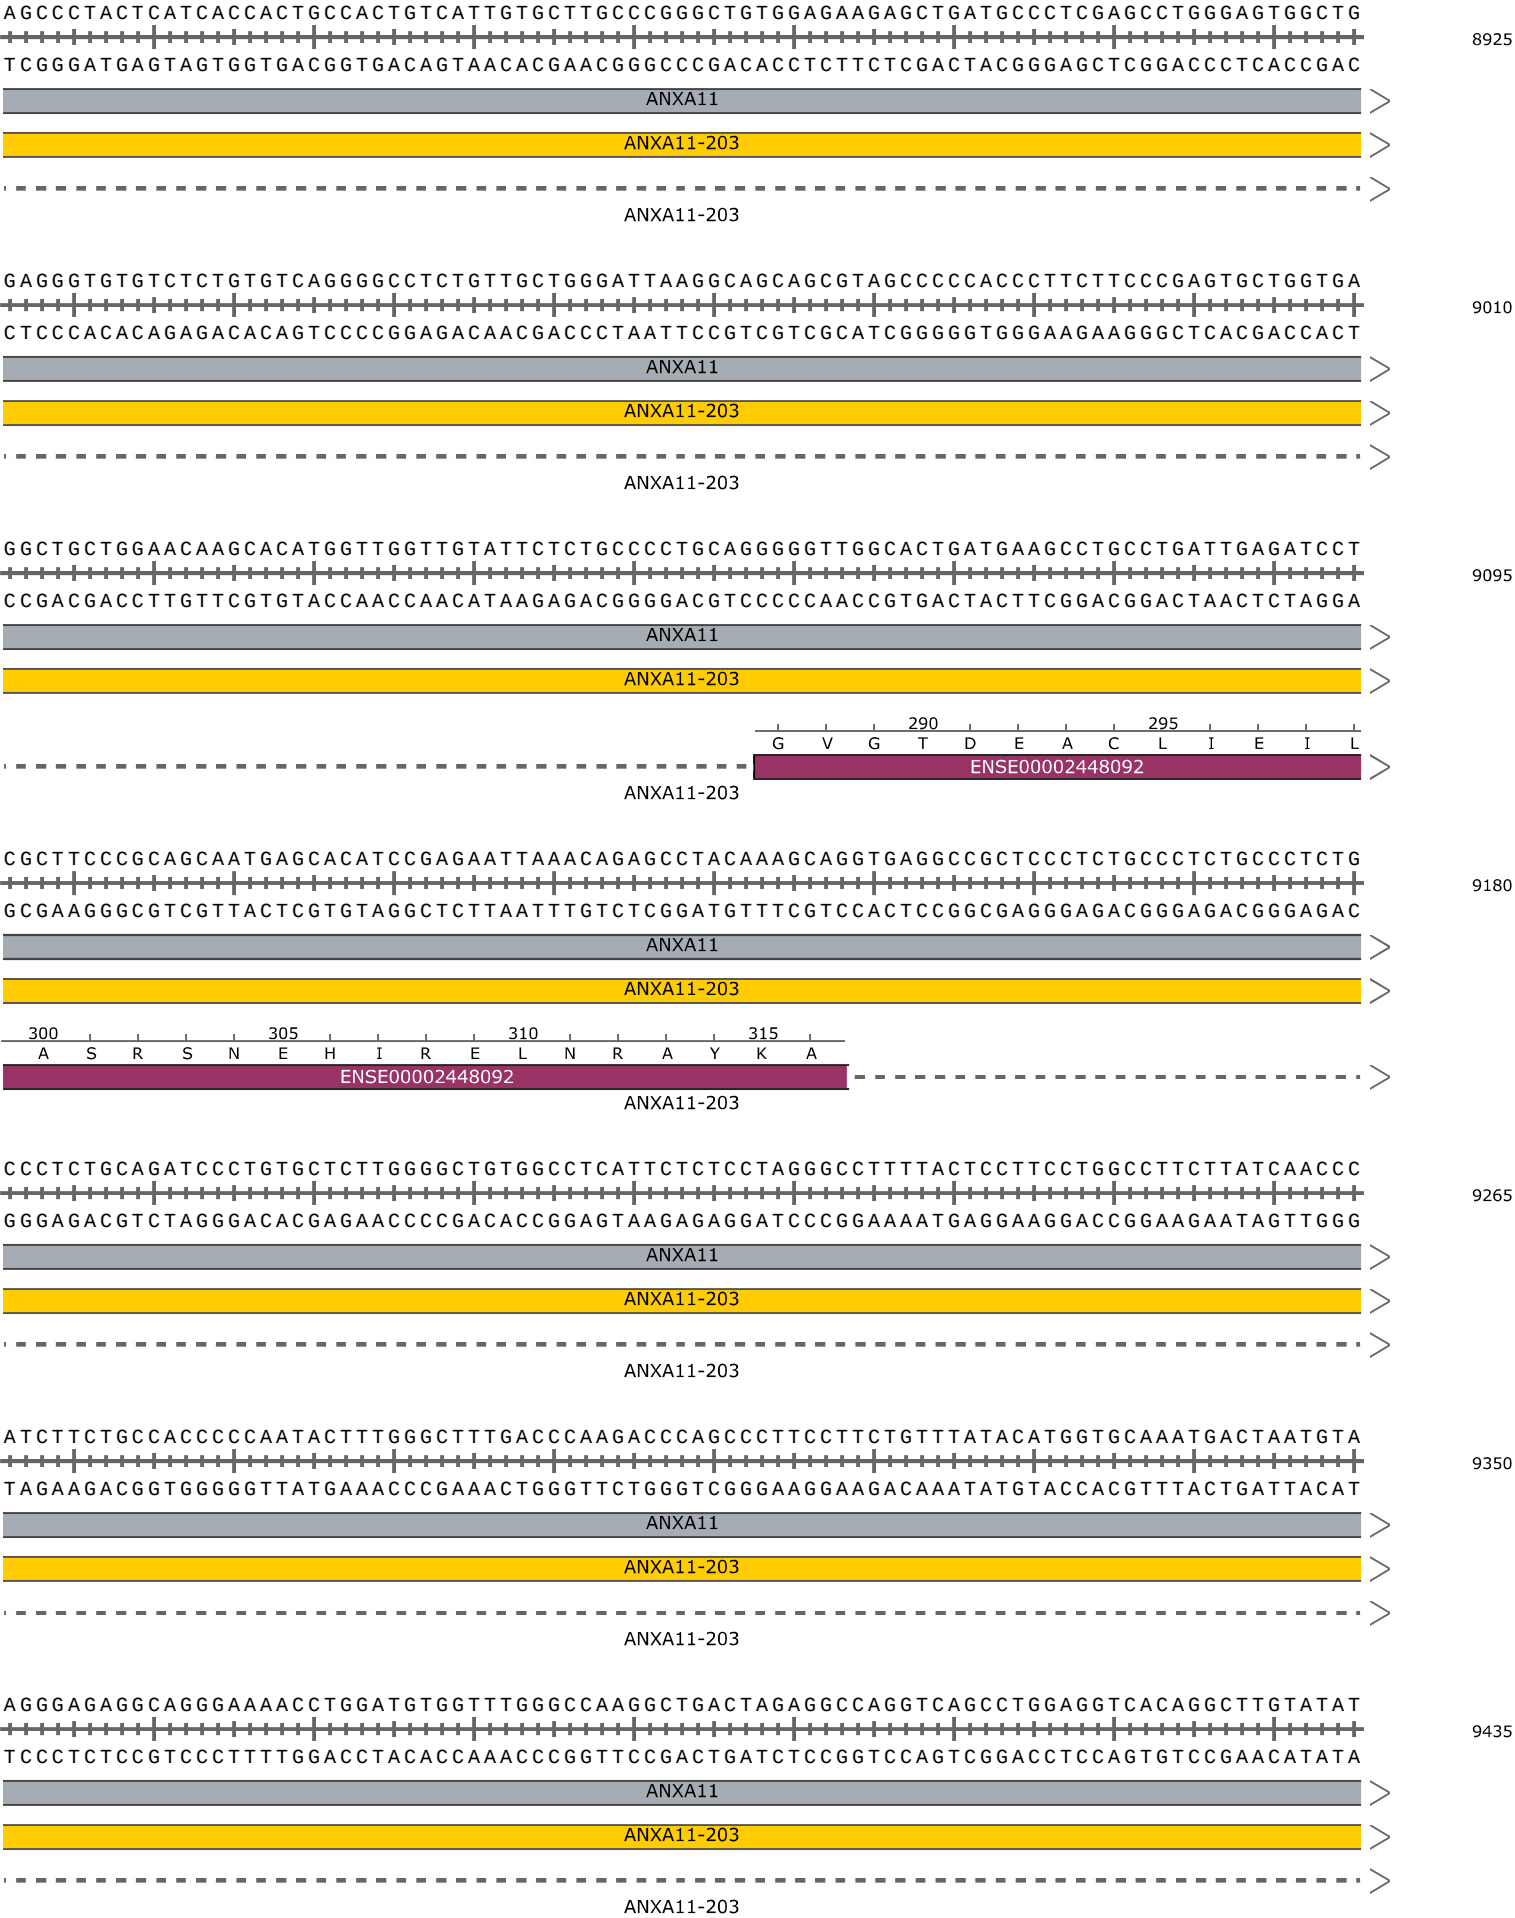 AGCCCTACTCATCACCACTGCCACTGTCATTGTGCTTGCCCGGGCTGTGGAGAAGAGCTGATGCCCTCGAGCCTGGGAGTGGCTG
8925
TCGGGATGAGTAGTGGTGACGGTGACAGTAACACGAACGGGCCCGACACCTCTTCTCGACTACGGGAGCTCGGACCCTCACCGAC
ANXA11
ANXA11-203
ANXA11-203
GAGGGTGTGTCTCTGTGTCAGGGGCCTCTGTTGCTGGGATTAAGGCAGCAGCGTAGCCCCCACCCTTCTTCCCGAGTGCTGGTGA
9010
CTCCCACACAGAGACACAGTCCCCGGAGACAACGACCCTAATTCCGTCGTCGCATCGGGGGTGGGAAGAAGGGCTCACGACCACT
ANXA11
ANXA11-203
ANXA11-203
GGCTGCTGGAACAAGCACATGGTTGGTTGTATTCTCTGCCCCTGCAGGGGGTTGGCACTGATGAAGCCTGCCTGATTGAGATCCT
9095
CCGACGACCTTGTTCGTGTACCAACCAACATAAGAGACGGGGACGTCCCCCAACCGTGACTACTTCGGACGGACTAACTCTAGGA
ANXA11
ANXA11-203
290 295
G V G T D E A C L I E I L
ENSE00002448092
ANXA11-203
CGCTTCCCGCAGCAATGAGCACATCCGAGAATTAAACAGAGCCTACAAAGCAGGTGAGGCCGCTCCCTCTGCCCTCTGCCCTCTG
9180
GCGAAGGGCGTCGTTACTCGTGTAGGCTCTTAATTTGTCTCGGATGTTTCGTCCACTCCGGCGAGGGAGACGGGAGACGGGAGAC
ANXA11
ANXA11-203
300 305 310 315
A S R S N E H I R E L N R A Y K A
ENSE00002448092
ANXA11-203
CCCTCTGCAGATCCCTGTGCTCTTGGGGCTGTGGCCTCATTCTCTCCTAGGGCCTTTTACTCCTTCCTGGCCTTCTTATCAACCC
9265
GGGAGACGTCTAGGGACACGAGAACCCCGACACCGGAGTAAGAGAGGATCCCGGAAAATGAGGAAGGACCGGAAGAATAGTTGGG
ANXA11
ANXA11-203
ANXA11-203
ATCTTCTGCCACCCCCAATACTTTGGGCTTTGACCCAAGACCCAGCCCTTCCTTCTGTTTATACATGGTGCAAATGACTAATGTA
9350
TAGAAGACGGTGGGGGTTATGAAACCCGAAACTGGGTTCTGGGTCGGGAAGGAAGACAAATATGTACCACGTTTACTGATTACAT
ANXA11
ANXA11-203
ANXA11-203
AGGGAGAGGCAGGGAAAACCTGGATGTGGTTTGGGCCAAGGCTGACTAGAGGCCAGGTCAGCCTGGAGGTCACAGGCTTGTATAT
9435
TCCCTCTCCGTCCCTTTTGGACCTACACCAAACCCGGTTCCGACTGATCTCCGGTCCAGTCGGACCTCCAGTGTCCGAACATATA
ANXA11
ANXA11-203
ANXA11-203